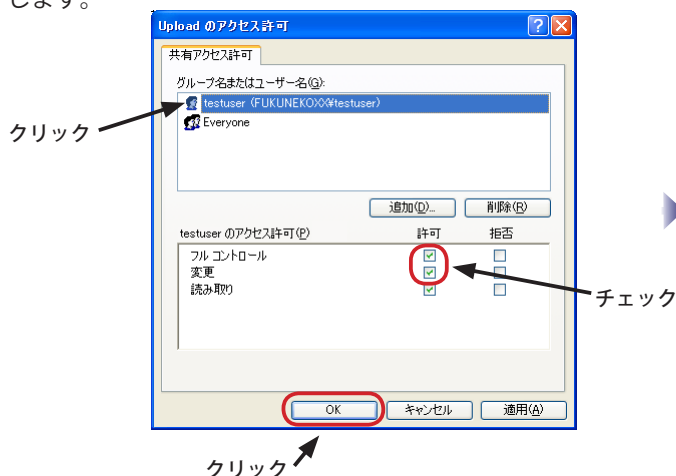 します。
Upload のアクセス許可
共有アクセス許可
グループ名またはユーザー名(G):
testuser (FUKUNEKOXX¥testuser)
クリック
Everyone
追加(D)... 削除(R)
testuser のアクセス許可(P) 許可 拒否
フル コントロール
変更
読み取り
チェック
OK キャンセル 適用(A)
クリック